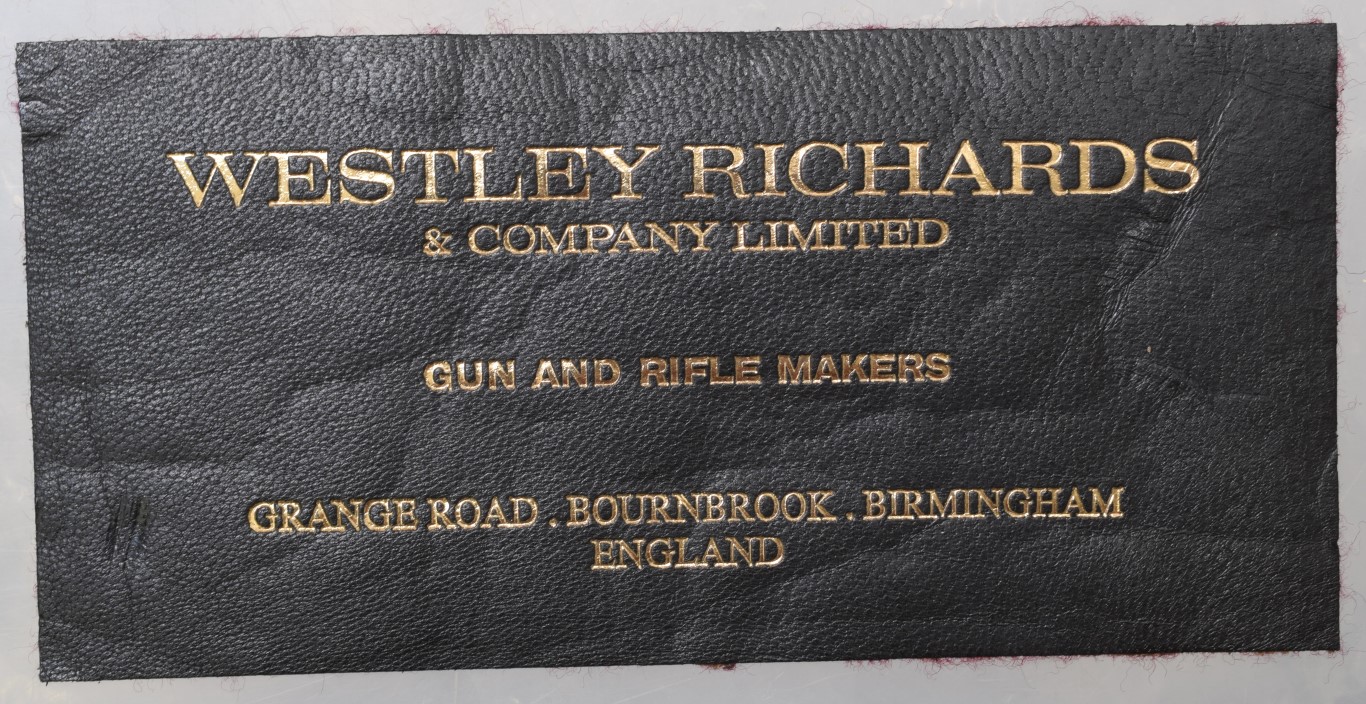 WESTLEY RICHARDS
& COMPANY LIMITED
GUN AND RIFLE MAKERS
GRANGE ROAD . BOURNBROOK . BIRMINGHAM
ENGLAND